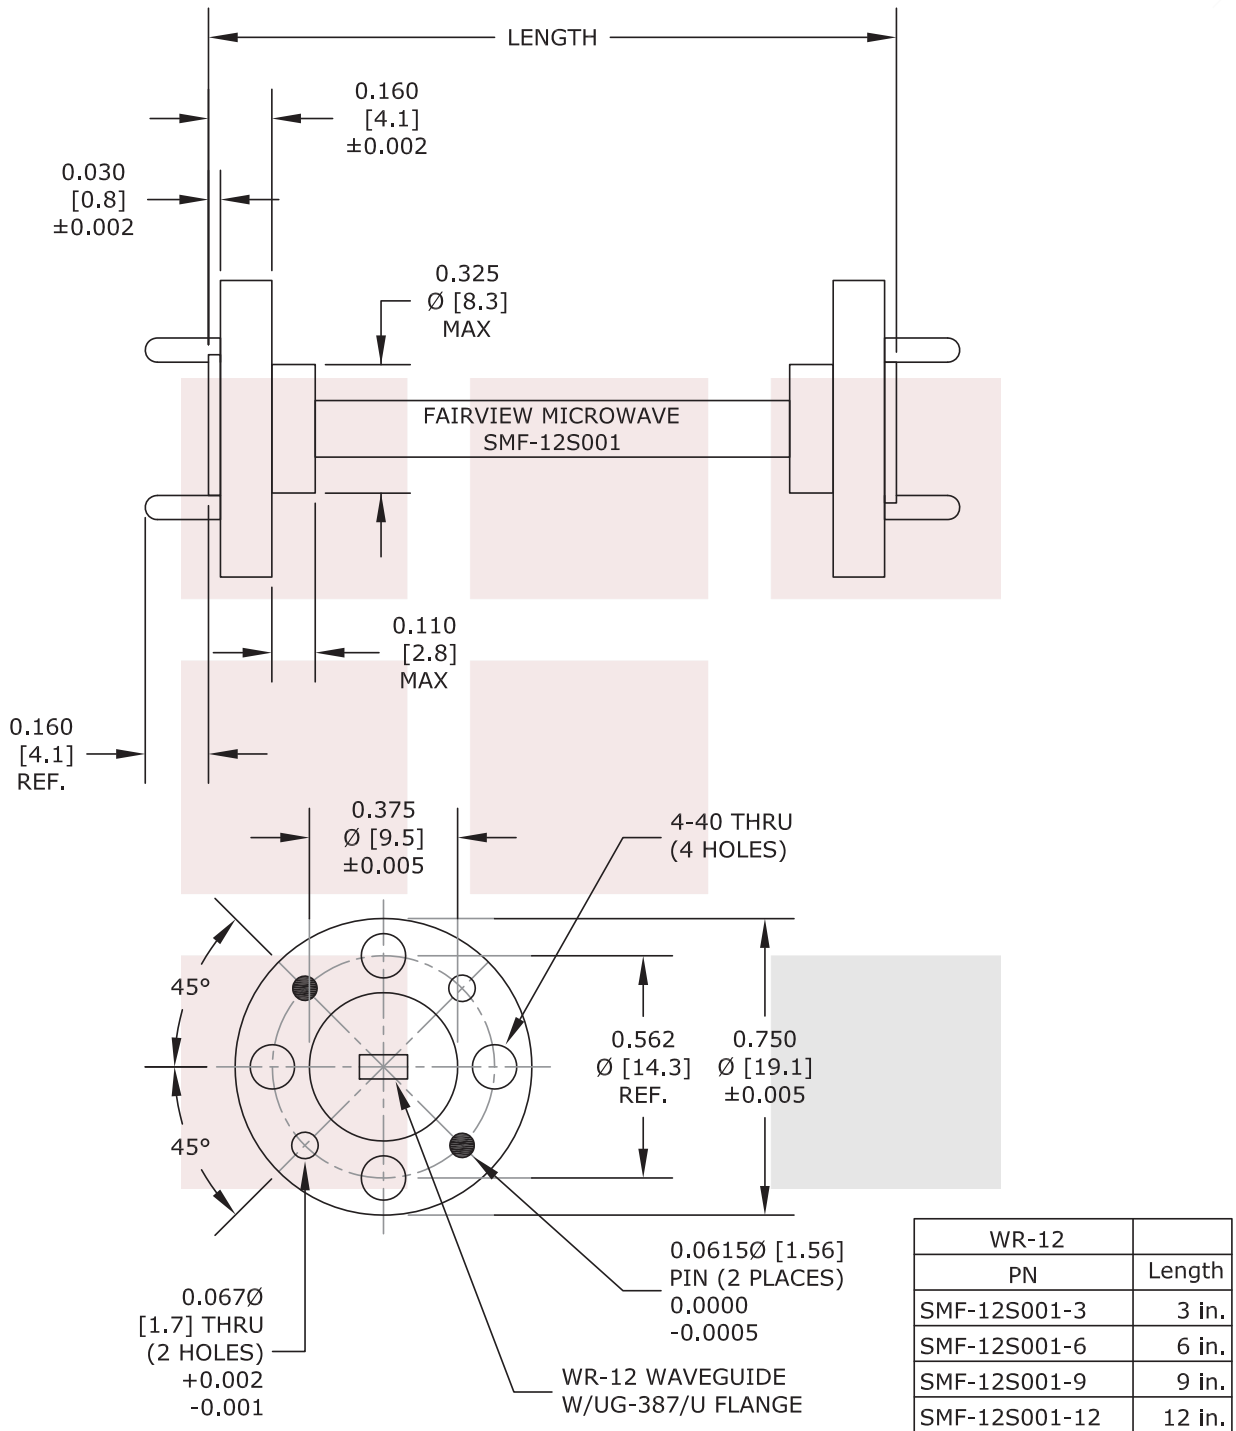 LENGTH
0.160
[4.1]
±0.002
0.030
[0.8]
±0.002
0.325
Ø [8.3]
MAX
FAIRVIEW MICROWAVE
SMF-12S001
0.110
[2.8]
MAX
0.160
[4.1]
REF.
0.375
Ø [9.5]
±0.005
4-40 THRU
(4 HOLES)
45°
45°
0.562
Ø [14.3]
REF.
0.750
Ø [19.1]
±0.005
0.067Ø
[1.7] THRU
(2 HOLES)
+0.002
-0.001
0.0615Ø [1.56]
PIN (2 PLACES)
0.0000
-0.0005
WR-12 WAVEGUIDE
W/UG-387/U FLANGE
WR-12
PN Length
SMF-12S001-3 3 in.
SMF-12S001-6 6 in.
SMF-12S001-9 9 in.
SMF-12S001-12 12 in.